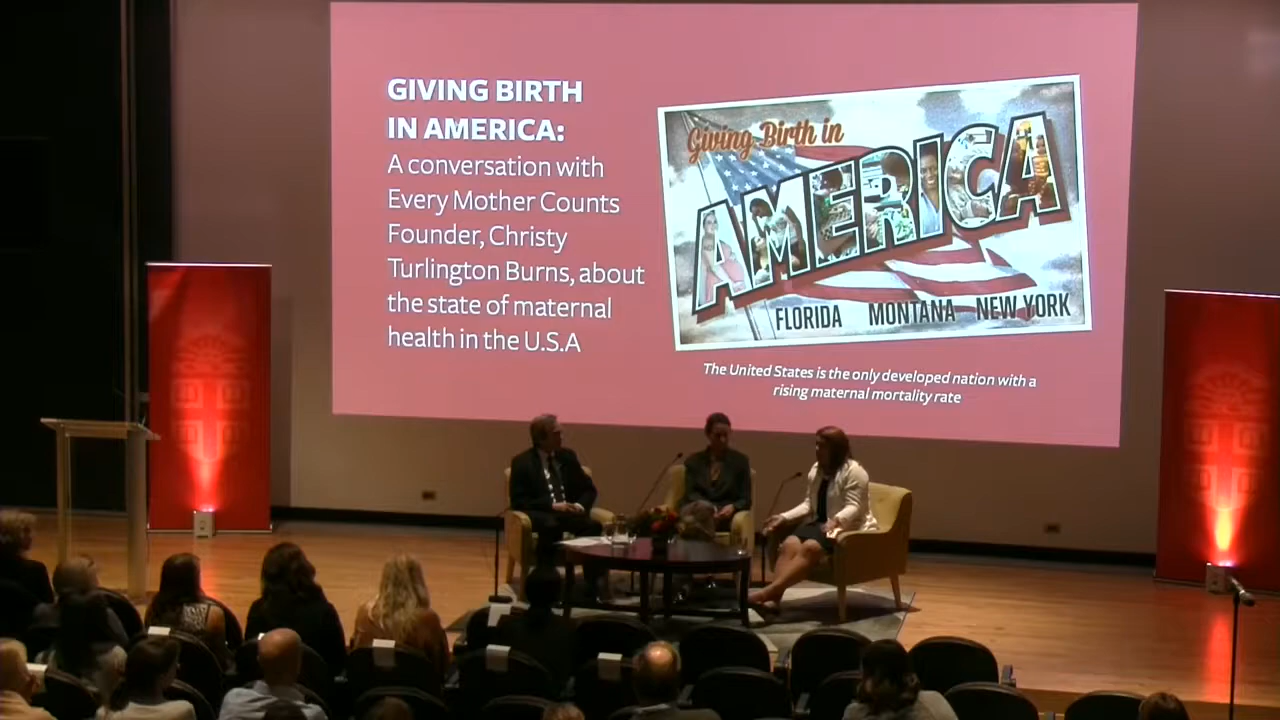 GIVING BIRTH
IN AMERICA:
A conversation with
Every Mother Counts
Founder, Christy
Turlington Burns, about
the state of maternal
health in the U.S.A
Giving Birth in
AMERICA
FLORIDA MONTANA NEW YORK
The United States is the only developed nation with a
rising maternal mortality rate